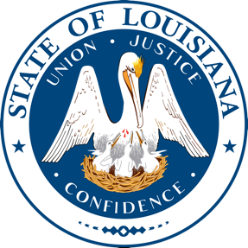 STATE OF LOUISIANA
UNION · JUSTICE
· CONFIDENCE ·